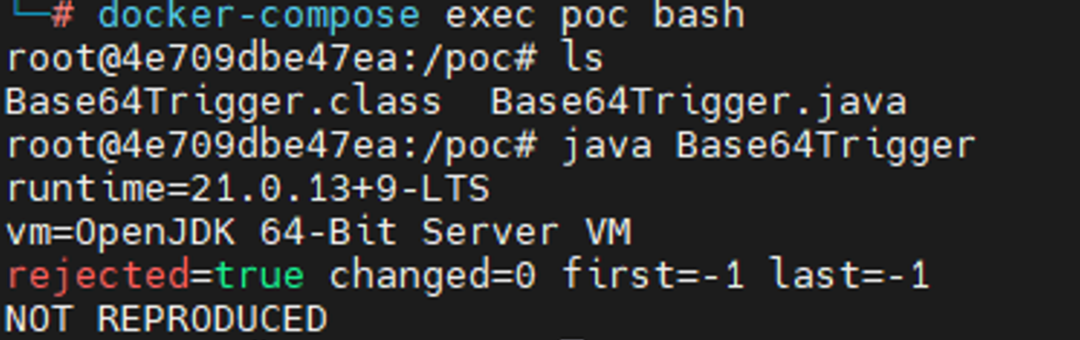 └─# docker-compose exec poc bash
root@4e709dbe47ea:/poc# ls
Base64Trigger.class  Base64Trigger.java
root@4e709dbe47ea:/poc# java Base64Trigger
runtime=21.0.13+9-LTS
vm=OpenJDK 64-Bit Server VM
rejected=true changed=0 first=-1 last=-1
NOT REPRODUCED